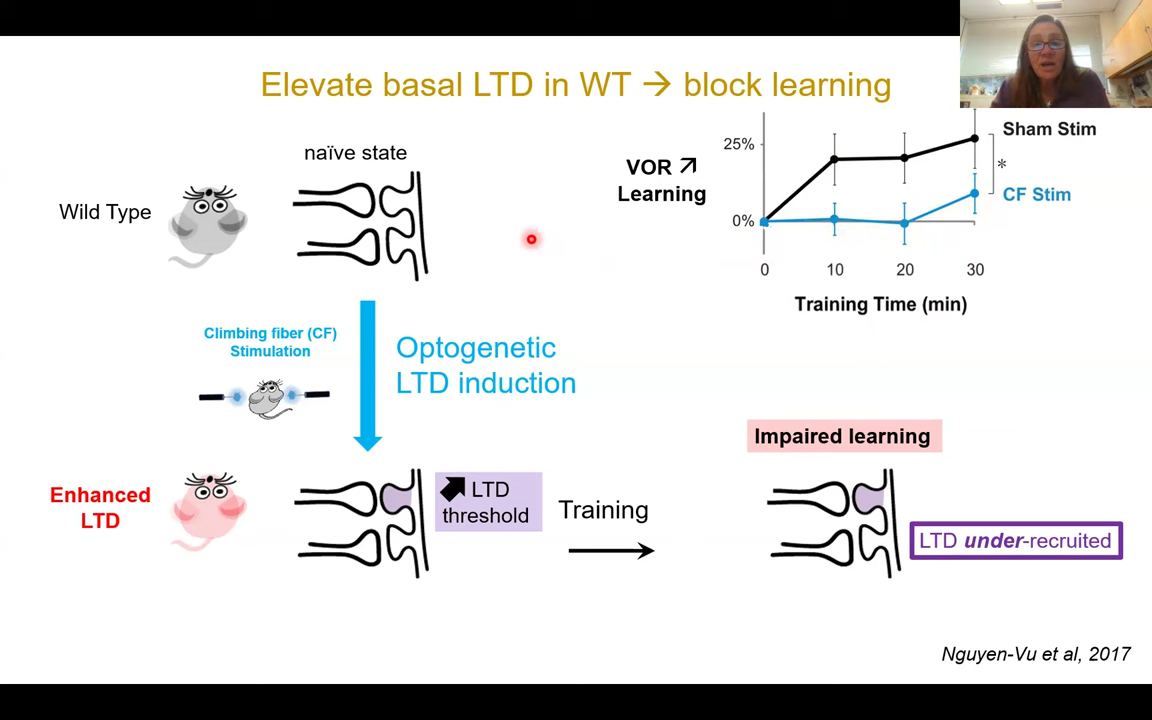 Elevate basal LTD in WT → block learning
naïve state
Wild Type
VOR ↗
Learning
25%
0%
0 10 20 30
Training Time (min)
Sham Stim
*
CF Stim
Climbing fiber (CF)
Stimulation
Optogenetic
LTD induction
Enhanced
LTD
↗ LTD
threshold
Training
Impaired learning
LTD under-recruited
Nguyen-Vu et al, 2017